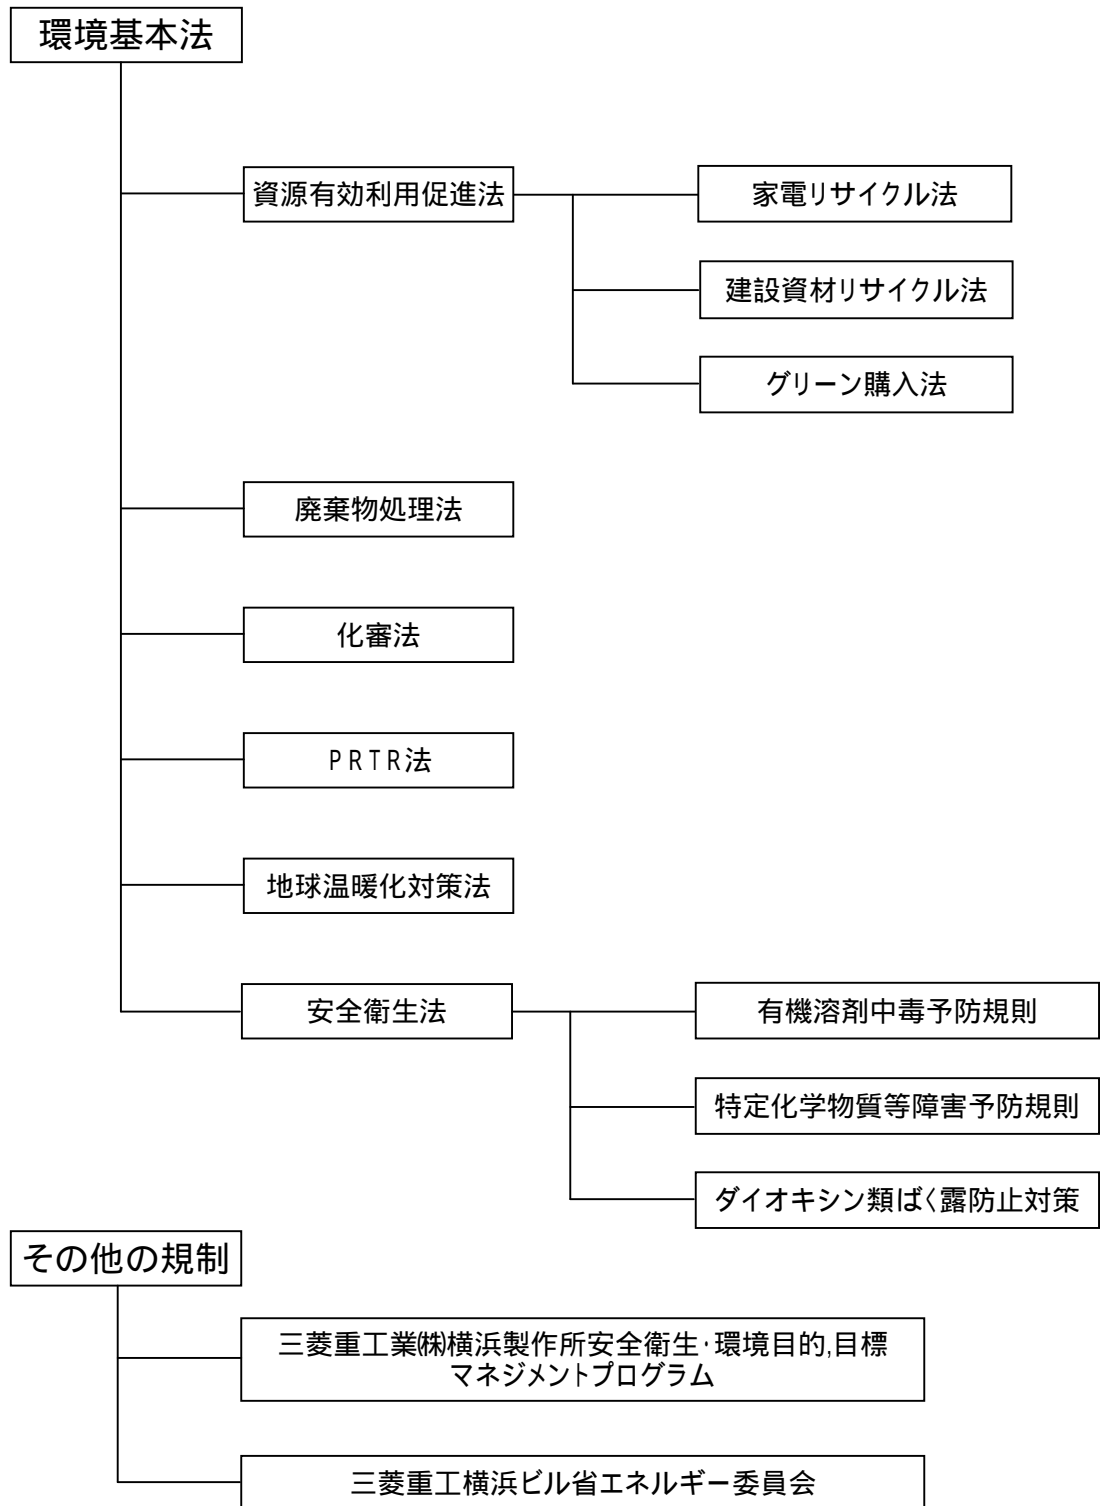 環境基本法
資源有効利用促進法
家電リサイクル法
建設資材リサイクル法
グリーン購入法
廃棄物処理法
化審法
PRTR法
地球温暖化対策法
安全衛生法
有機溶剤中毒予防規則
特定化学物質等障害予防規則
ダイオキシン類ばく露防止対策
その他の規制
三菱重工業㈱横浜製作所安全衛生・環境目的,目標
マネジメントプログラム
三菱重工横浜ビル省エネルギー委員会